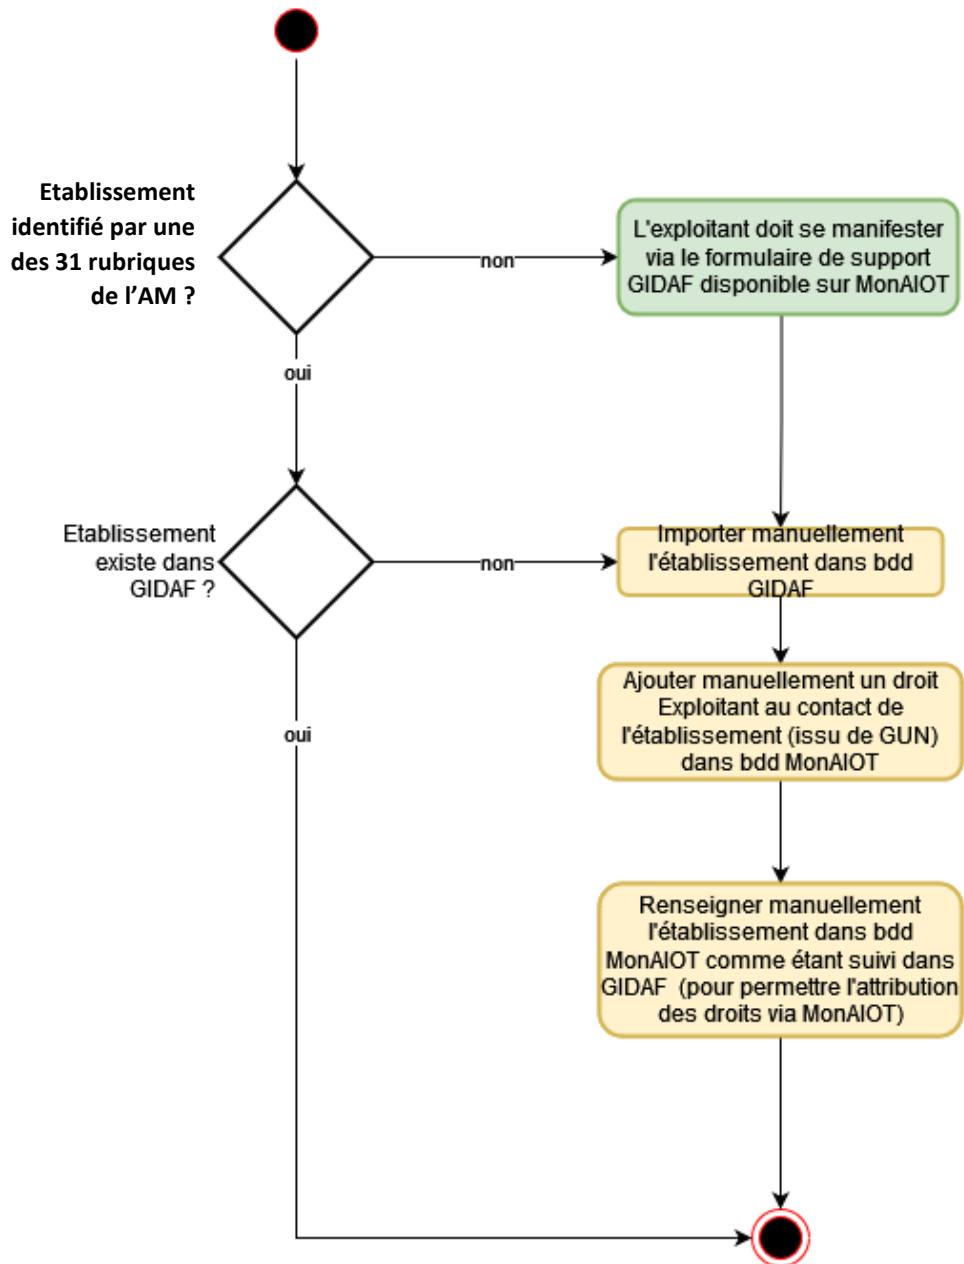 Etablissement
identifié par une
des 31 rubriques
de l’AM ?
non
L'exploitant doit se manifester
via le formulaire de support
GIDAF disponible sur MonAIOT
oui
Etablissement
existe dans
GIDAF ?
non
Importer manuellement
l'établissement dans bdd
GIDAF
Ajouter manuellement un droit
Exploitant au contact de
l'établissement (issu de GUN)
dans bdd MonAIOT
oui
Renseigner manuellement
l'établissement dans bdd
MonAIOT comme étant suivi dans
GIDAF (pour permettre l'attribution
des droits via MonAIOT)